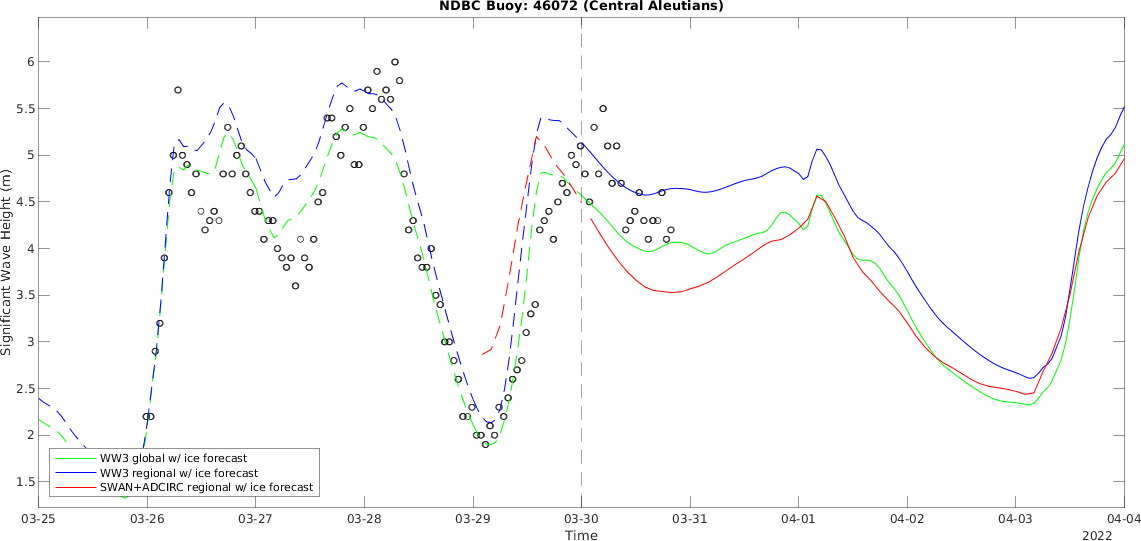 NDBC Buoy: 46072 (Central Aleutians)
Significant Wave Height (m)
6
5.5
5
4.5
4
3.5
3
2.5
2
1.5
WW3 global w/ ice forecast
WW3 regional w/ ice forecast
SWAN+ADCIRC regional w/ ice forecast
03-25 03-26 03-27 03-28 03-29 03-30 03-31 04-01 04-02 04-03 04-04
Time
2022